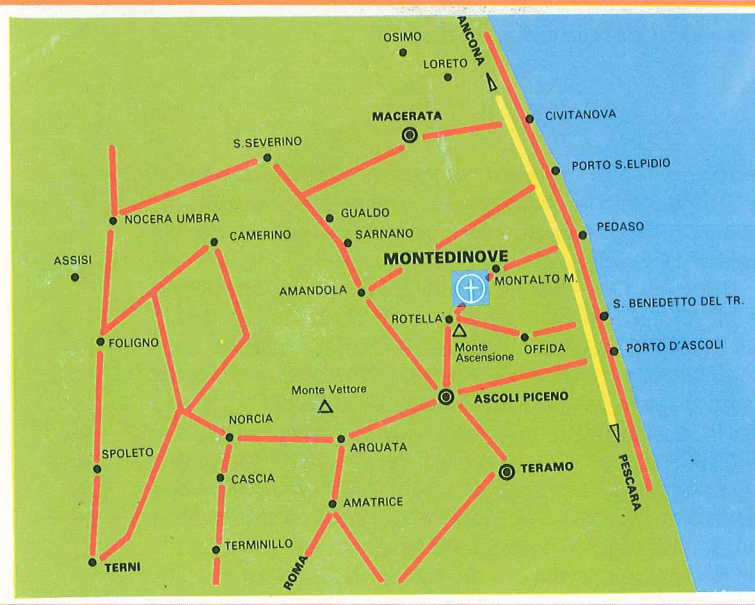 OSIMO
ANCONA
LORETO
MACERATA
CIVITANOVA
S.SEVERINO
PORTO S.ELPIDIO
GUALDO
NOCERA UMBRA
SARNANO
PEDASO
CAMERINO
ASSISI
MONTEDINOVE
MONTALTO M.
AMANDOLA
S. BENEDETTO DEL TR.
ROTELLA
FOLIGNO
Monte
Ascensione
OFFIDA
PORTO D'ASCOLI
Monte Vettore
ASCOLI PICENO
NORCIA
ARQUATA
SPOLETO
PESCARA
CASCIA
TERAMO
AMATRICE
TERMINILLO
ROMA
TERNI